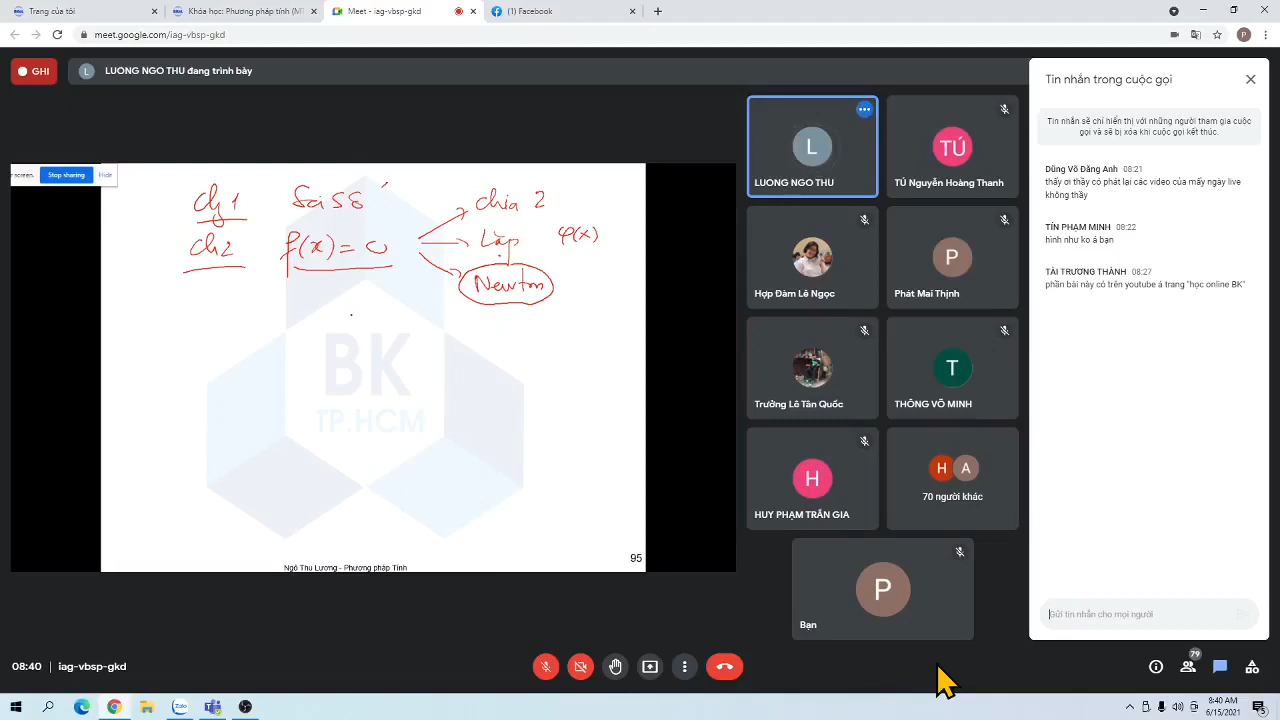 Trang của tôi
Khóa học: Phương pháp tính (MT
Meet - iag-vbsp-gkd
(1) Facebook
meet.google.com/iag-vbsp-gkd
P
GHI
L
LUONG NGO THU đang trình bày
r screen.
Stop sharing
Hide
Ch 1 Sai số
Ch2 f(x) = 0
chia 2
Lặp φ(x)
Newton
BK
TP.HCM
95
Ngô Thu Lương - Phương pháp Tính
L
LUONG NGO THU
TÚ
TÚ Nguyễn Hoàng Thanh
Hợp Đàm Lê Ngọc
P
Phát Mai Thịnh
Trường Lê Tân Quốc
T
THÔNG VÕ MINH
H
HUY PHẠM TRẦN GIA
H A
70 người khác
P
Bạn
Tin nhắn trong cuộc gọi
Tin nhắn sẽ chỉ hiển thị với những người tham gia cuộc
gọi và sẽ bị xóa khi cuộc gọi kết thúc.
Dũng Võ Đăng Anh 08:21
thấy ơi thầy có phát lại các video của mấy ngày live
không thầy
TÍN PHẠM MINH 08:22
hình như ko á bạn
TÀI TRƯƠNG THÀNH 08:27
phần bài này có trên youtube á trang "học online BK"
Gửi tin nhắn cho mọi người
08:40 iag-vbsp-gkd
79
Zalo
8:40 AM
6/15/2021
5